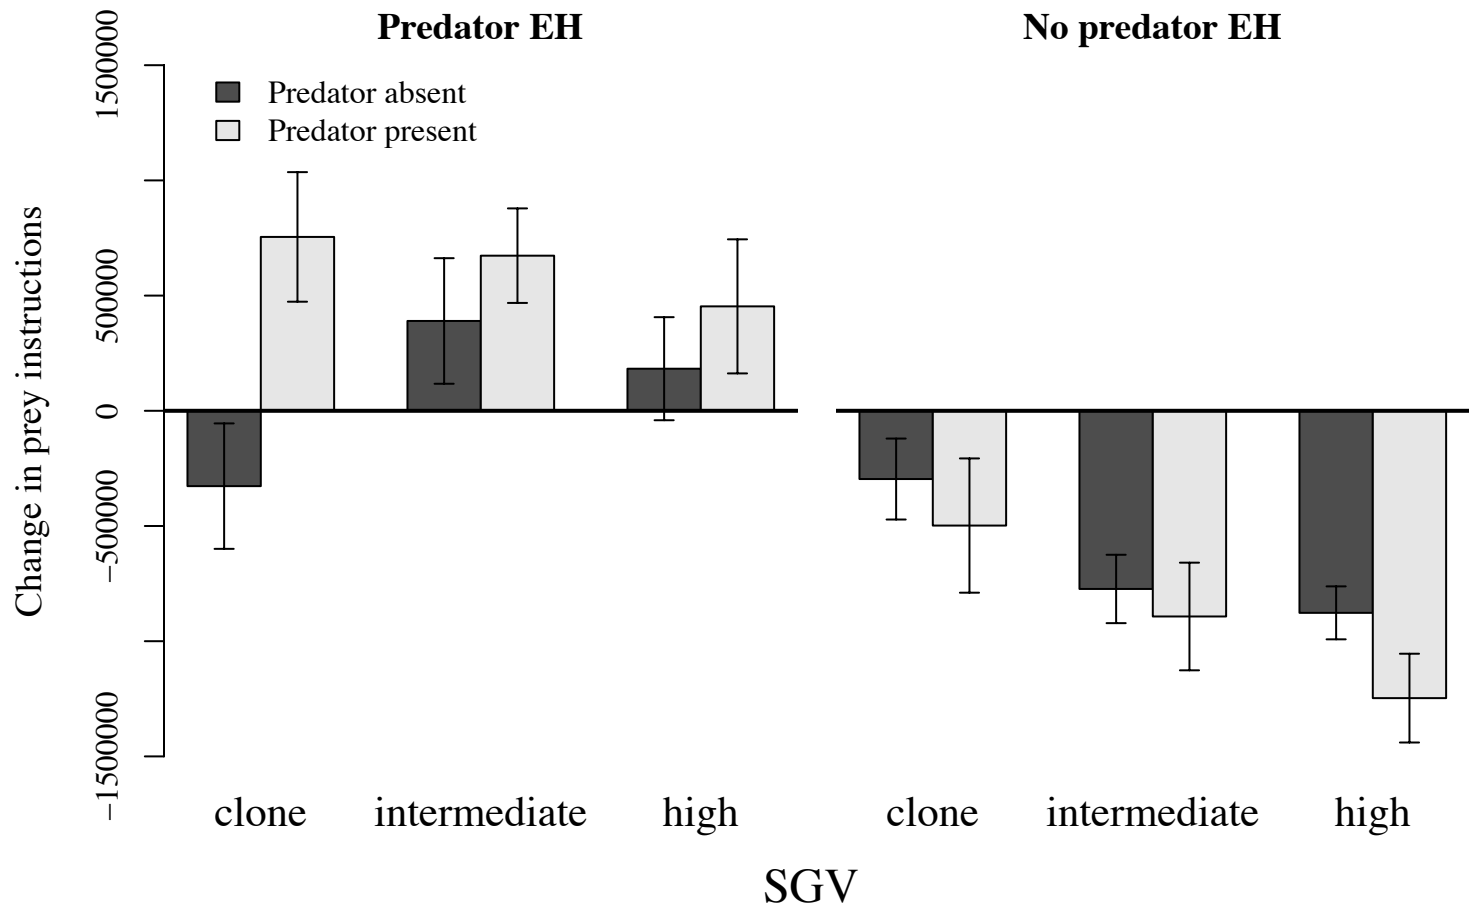 Predator EH
No predator EH
Predator absent
Predator present
Change in prey instructions
1500000
500000
0
−500000
−1500000
clone intermediate high
clone intermediate high
SGV